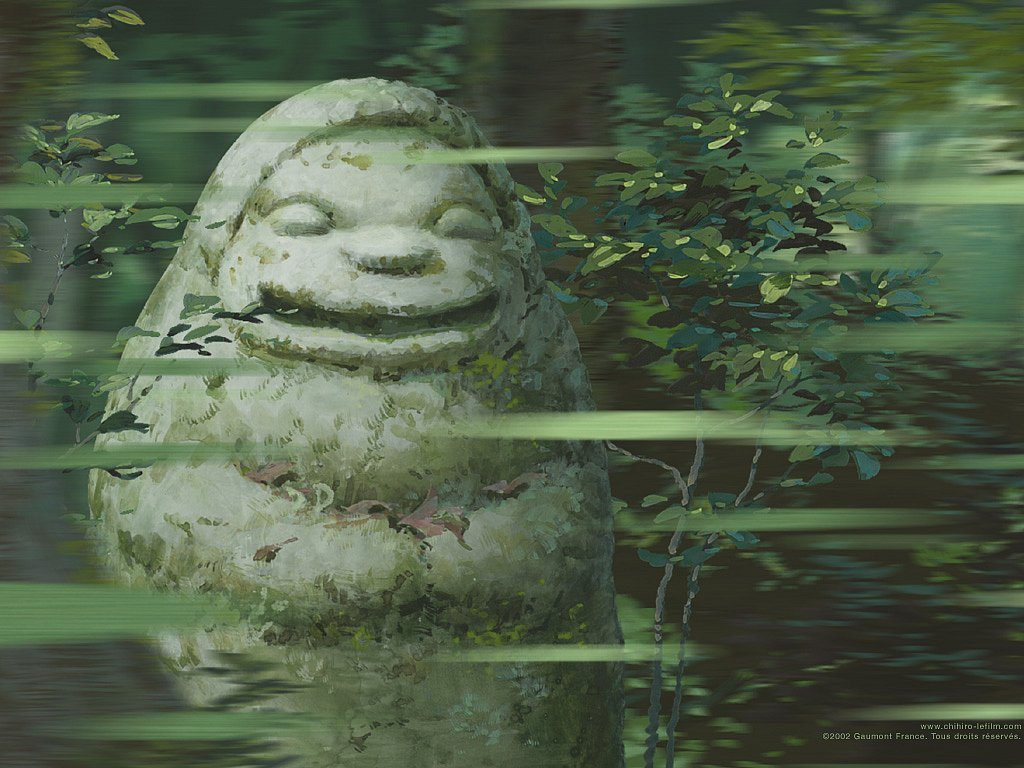 www.chihiro-lefilm.com
©2002 Gaumont France. Tous droits réservés.